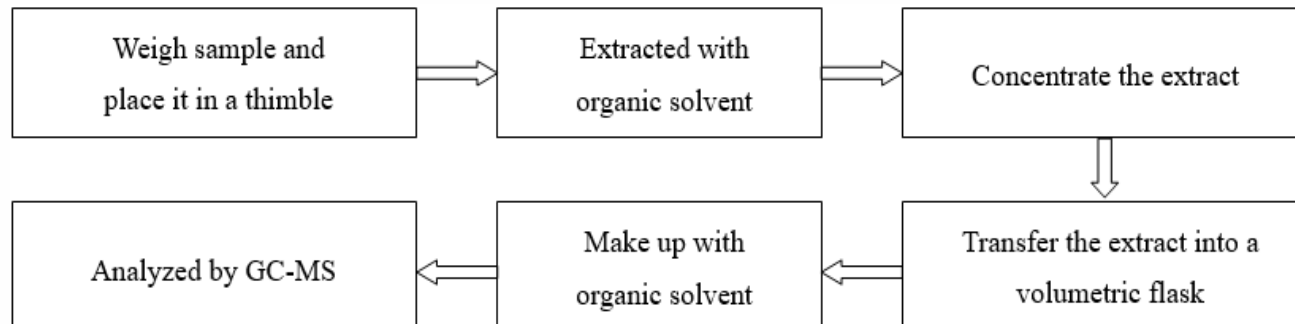 Weigh sample and
place it in a thimble
Extracted with
organic solvent
Concentrate the extract
Transfer the extract into a
volumetric flask
Make up with
organic solvent
Analyzed by GC-MS